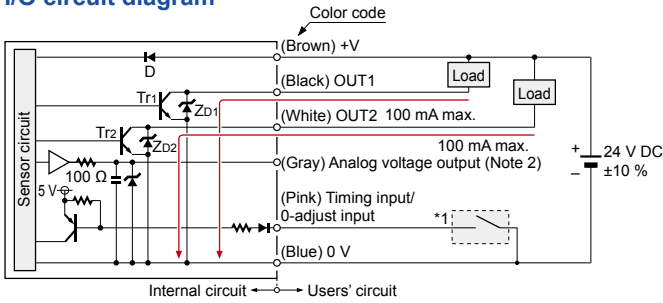 I/O circuit diagram
Color code
(Brown) +V
D
(Black) OUT1
Load
Load
Tr1
ZD1
(White) OUT2
100 mA max.
Tr2
ZD2
100 mA max.
Sensor circuit
(Gray) Analog voltage output (Note 2)
+
24 V DC
–
±10 %
100 Ω
5 V
(Pink) Timing input/
0-adjust input
*1
(Blue) 0 V
Internal circuit
Users' circuit